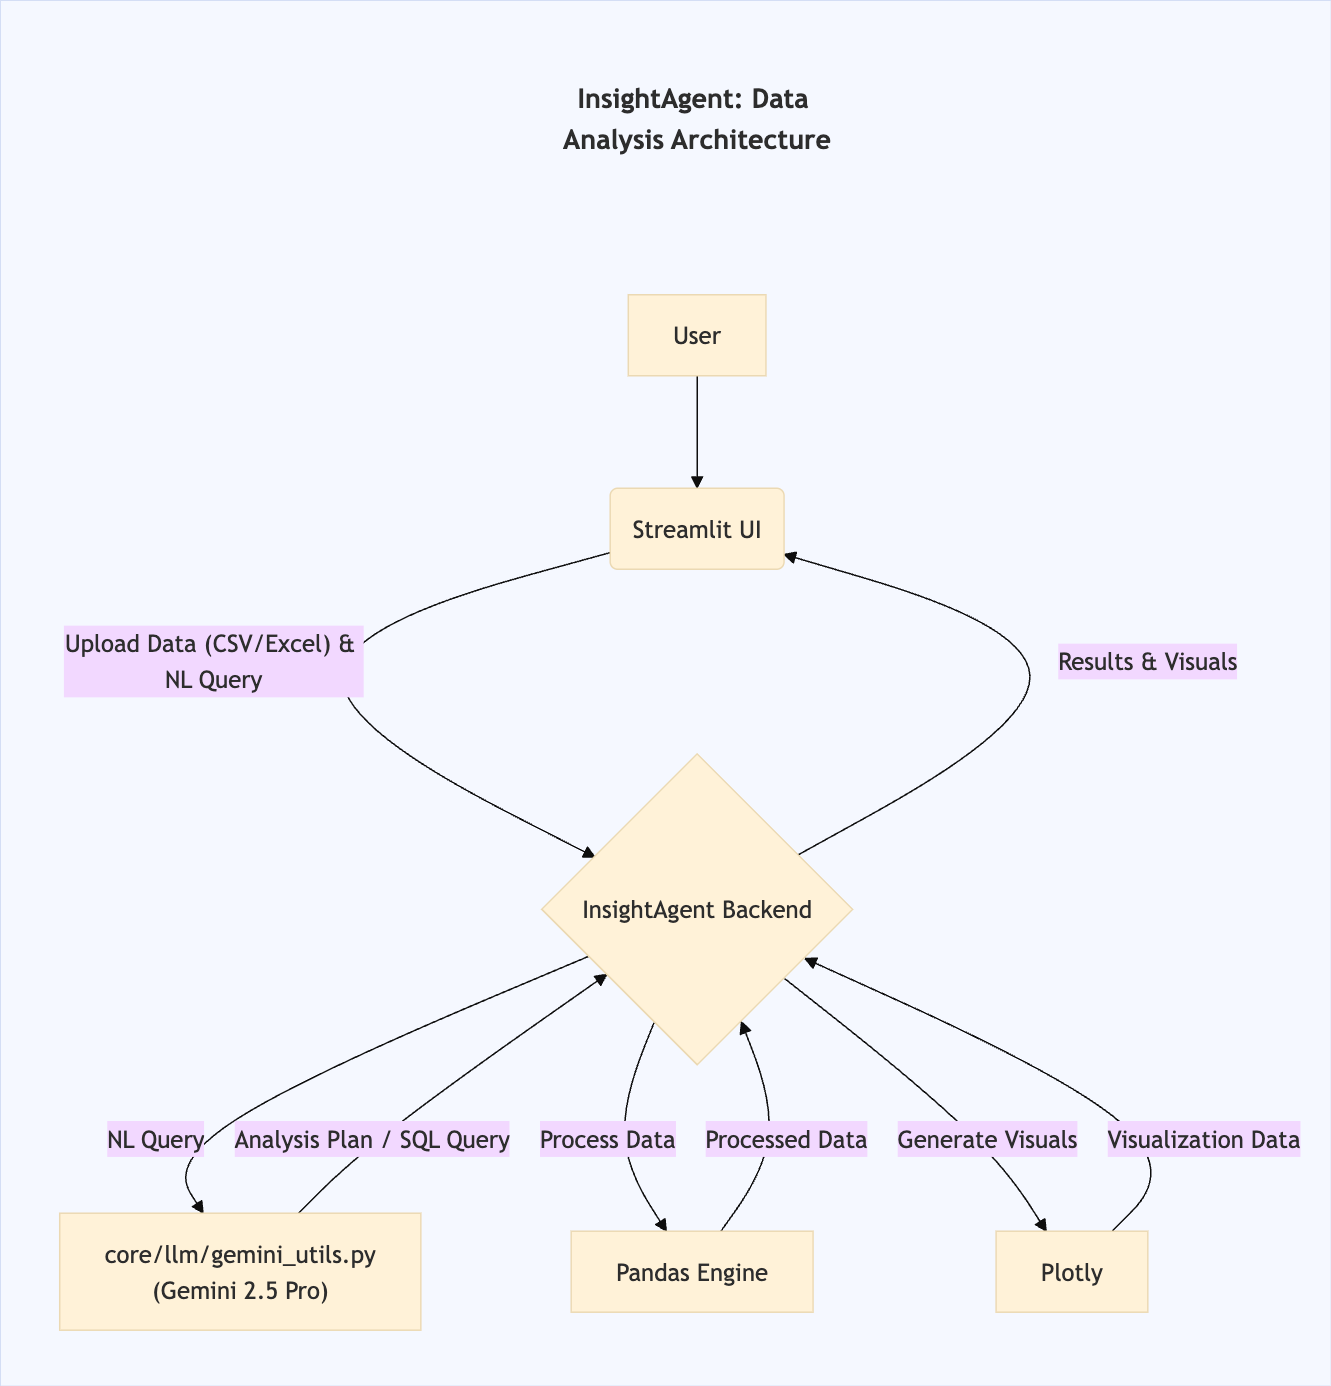 InsightAgent: Data
Analysis Architecture
User
Streamlit UI
Upload Data (CSV/Excel) &
NL Query
Results & Visuals
InsightAgent Backend
NL Query
Analysis Plan / SQL Query
Process Data
Processed Data
Generate Visuals
Visualization Data
core/llm/gemini_utils.py
(Gemini 2.5 Pro)
Pandas Engine
Plotly